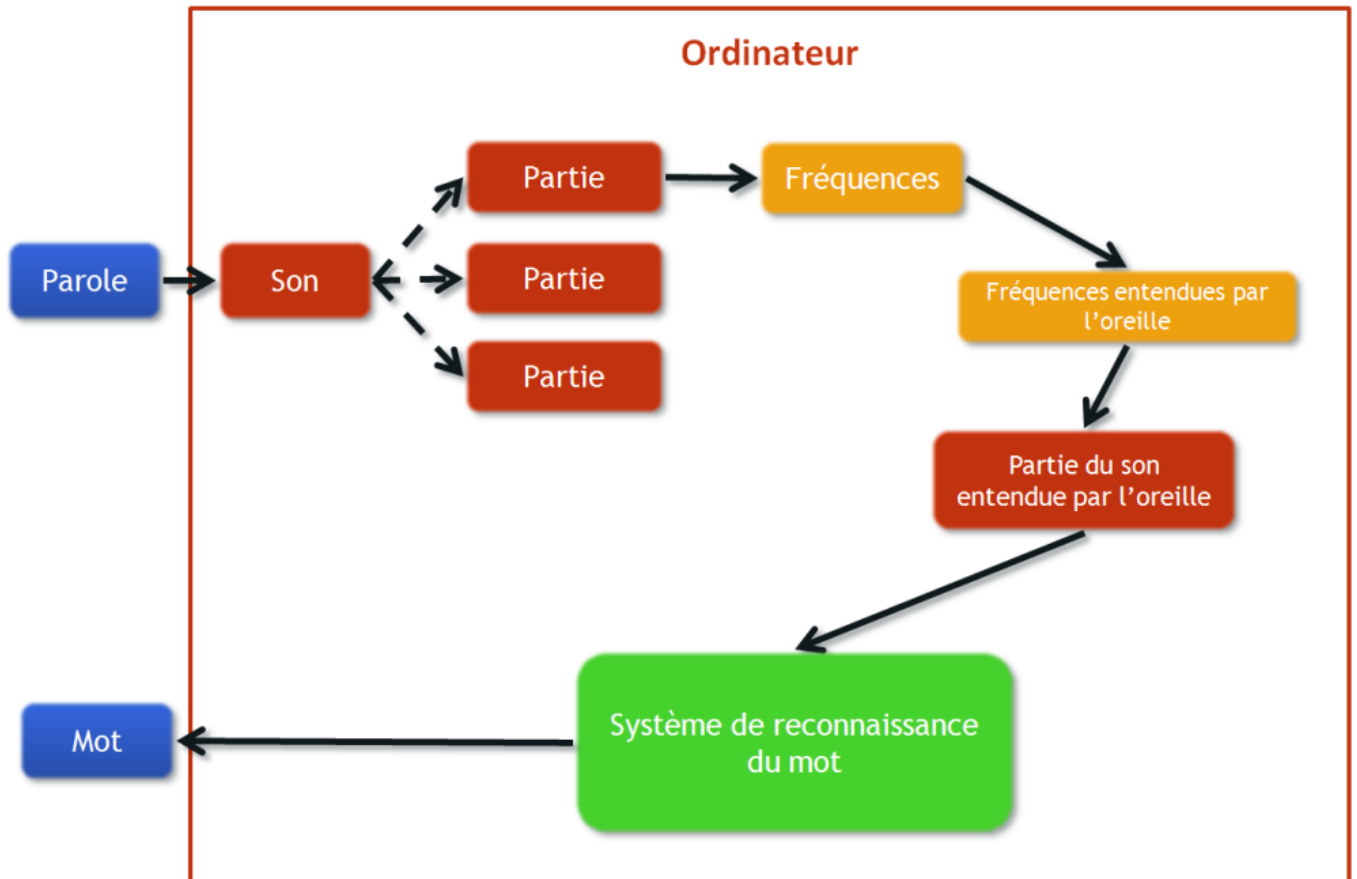 Ordinateur
Partie
Fréquences
Parole
Son
Partie
Fréquences entendues par
l’oreille
Partie
Partie du son
entendue par l’oreille
Système de reconnaissance
du mot
Mot